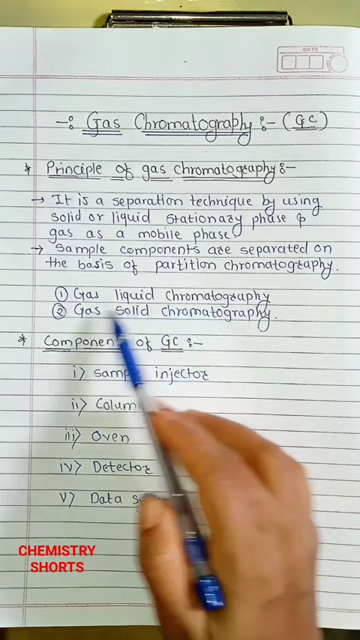 DATE
-: Gas Chromatography :- (GC)
* Principle of gas chromatography :-
→ It is a separation technique by using
solid or liquid stationary phase &
gas as a mobile phase
→ Sample components are separated on
the basis of partition chromatography.
① Gas liquid chromatography
② Gas solid chromatography.
* Component of GC :-
i) Sample injector
ii) Colum
iii) Oven
iv) Detector
v) Data
CHEMISTRY
SHORTS